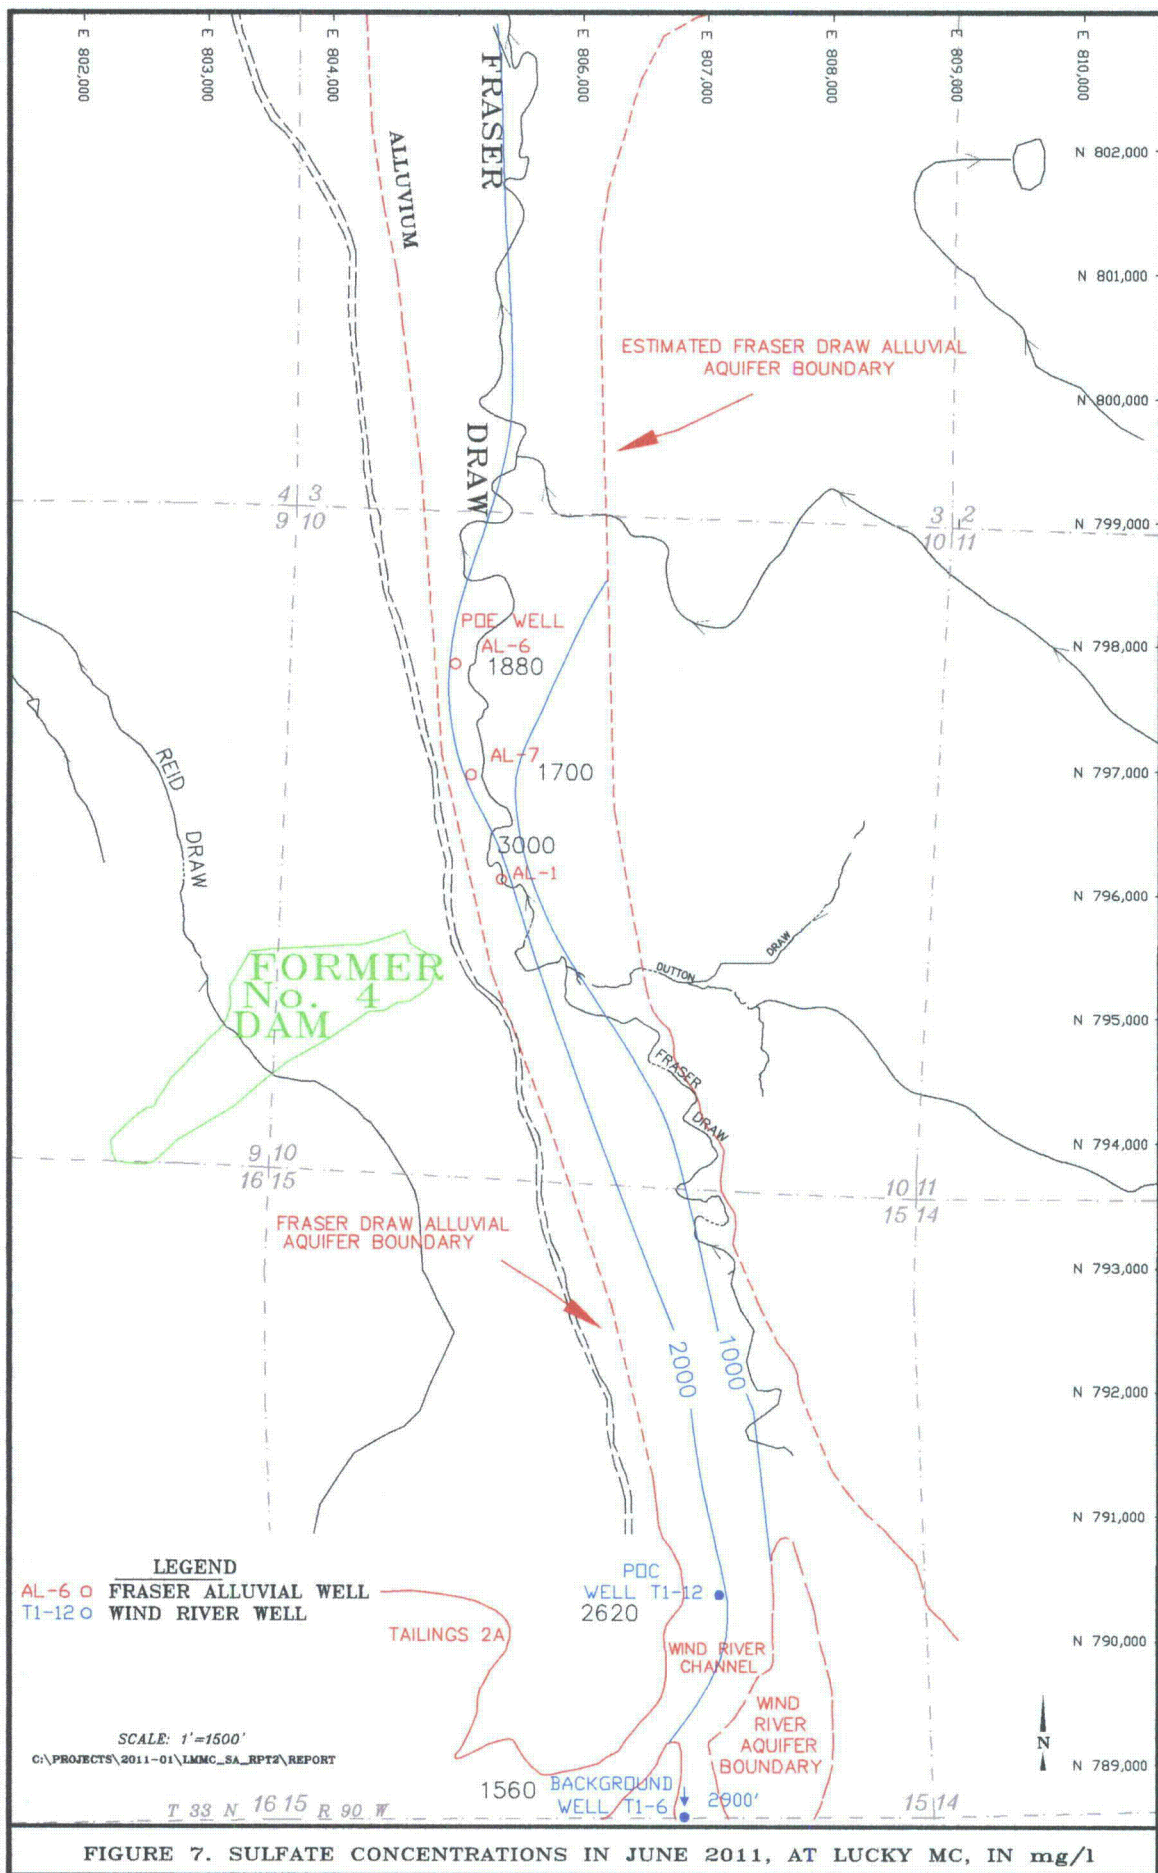 E 802,000
E 803,000
E 804,000
E 806,000
E 807,000
E 808,000
E 809,000
E 810,000
FRASER
DRAW
ALLUVIUM
N 802,000
N 801,000
ESTIMATED FRASER DRAW ALLUVIAL
AQUIFER BOUNDARY
N 800,000
4 3
9 10
3 2
10 11
N 799,000
POE WELL
AL-6
1880
N 798,000
REID
DRAW
AL-7
1700
N 797,000
3000
AL-1
N 796,000
FORMER
No. 4
DAM
DUTTON
DRAW
N 795,000
FRASER
DRAW
N 794,000
9 10
16 15
10 11
15 14
FRASER DRAW ALLUVIAL
AQUIFER BOUNDARY
N 793,000
2000
1000
N 792,000
N 791,000
LEGEND
AL-6 FRASER ALLUVIAL WELL
T1-12 WIND RIVER WELL
POC
WELL T1-12
2620
TAILINGS 2A
WIND RIVER
CHANNEL
N 790,000
WIND
RIVER
AQUIFER
BOUNDARY
SCALE: 1'=1500'
C:\PROJECTS\2011-01\LMMC_SA_RPT2\REPORT
N
N 789,000
1560
BACKGROUND
WELL T1-6
2900'
T 33 N 16 15 R 90 W
15 14
FIGURE 7. SULFATE CONCENTRATIONS IN JUNE 2011, AT LUCKY MC, IN mg/l